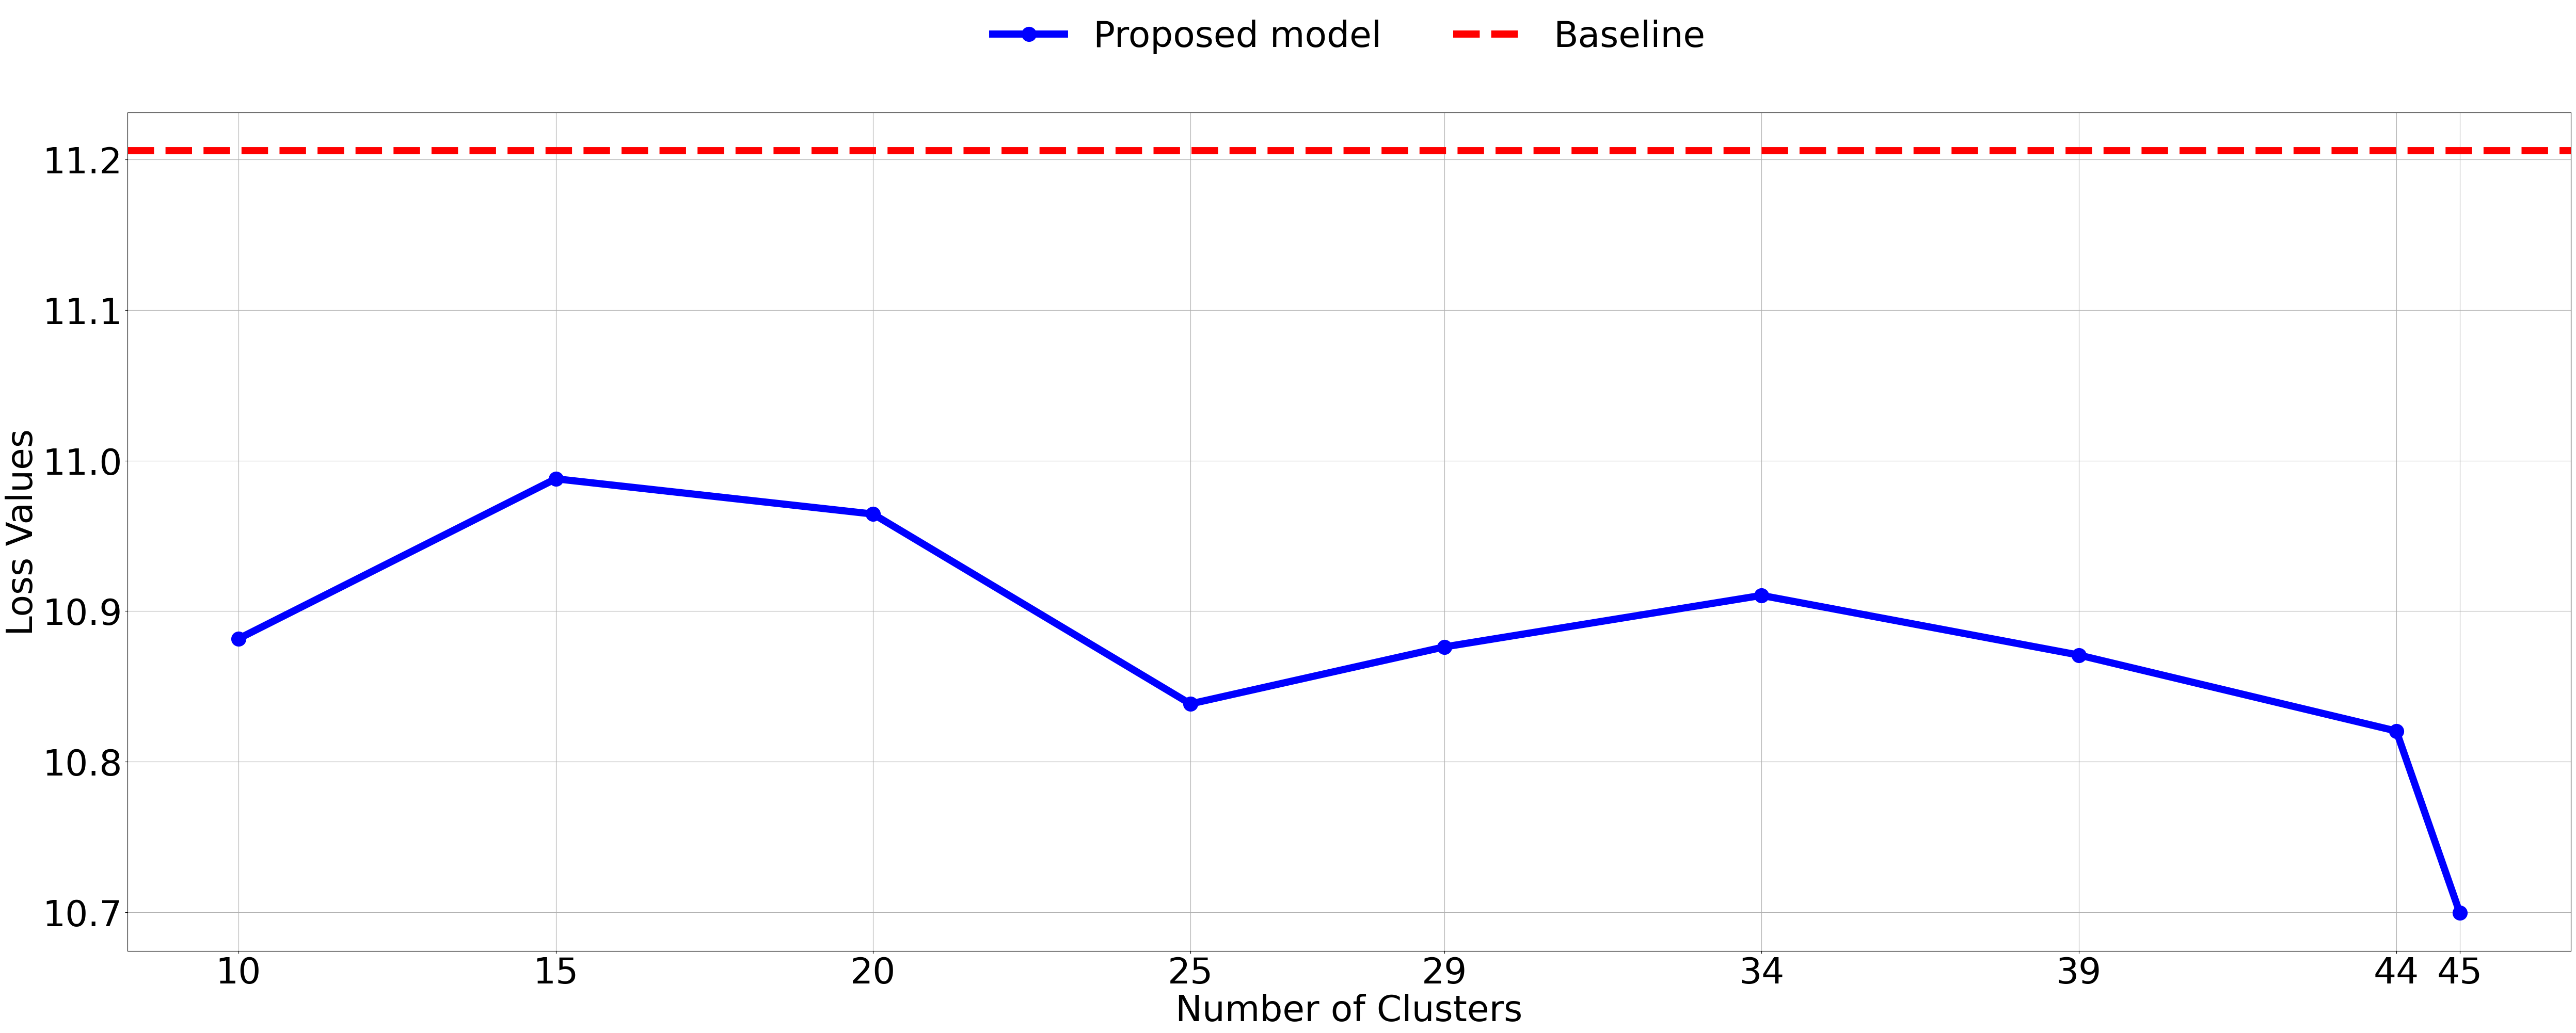 Proposed model Baseline
11.2
11.1
11.0
10.9
10.8
10.7
Loss Values
10 15 20 25 29 34 39 44 45
Number of Clusters